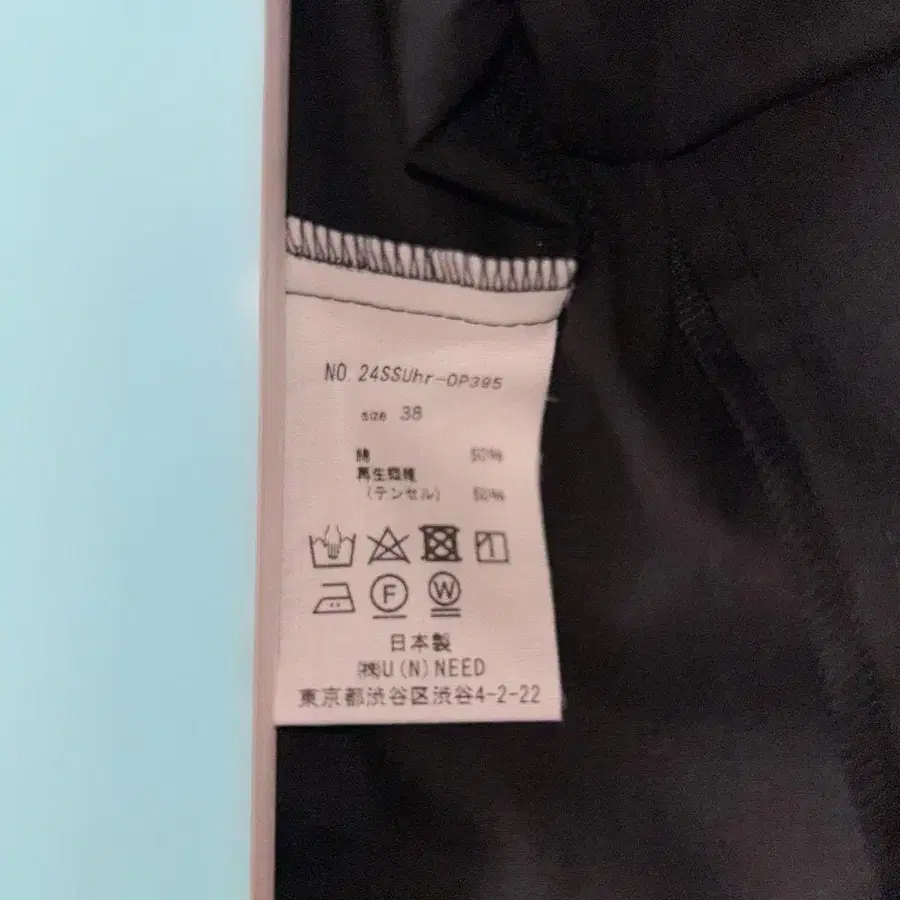 NO. 24SSUhr-OP395
size 38
綿 50%
再生繊維
(テンセル) 50%
F W
日本製
㈱U(N)NEED
東京都渋谷区渋谷4-2-22